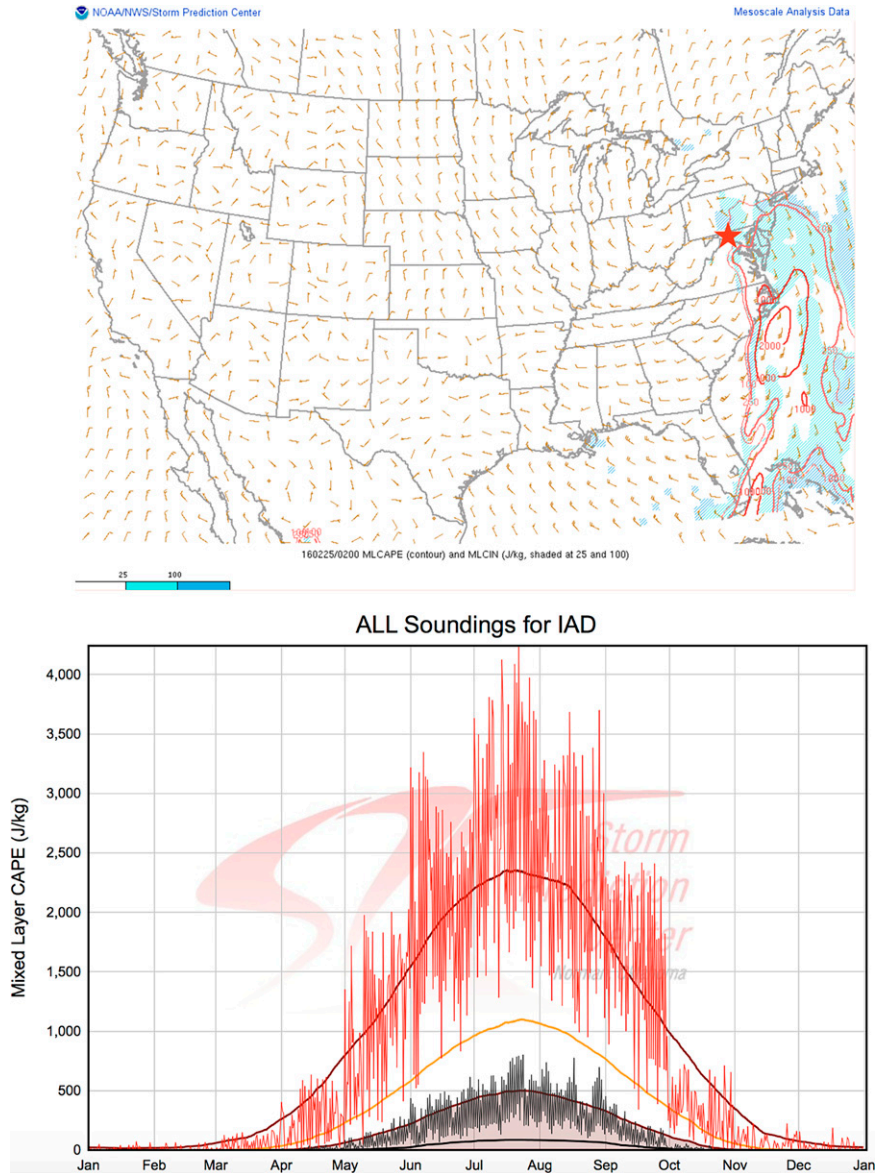 NOAA/NWS/Storm Prediction Center
Mesoscale Analysis Data
2000
100
250
1000
160225/0200 MLCAPE (contour) and MLCIN (J/kg, shaded at 25 and 100)
25 100
ALL Soundings for IAD
Mixed Layer CAPE (J/kg)
4,000
3,500
3,000
2,500
2,000
1,500
1,000
500
0
Storm
Prediction
Center
Norman, Oklahoma
Jan Feb Mar Apr May Jun Jul Aug Sep Oct Nov Dec Jan